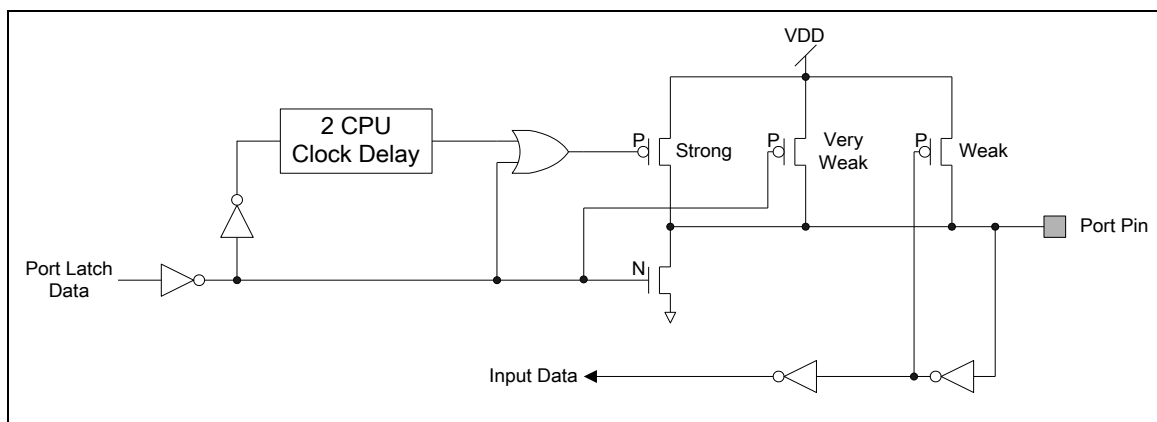 VDD
2 CPU
Clock Delay
P
Strong
P
Very
Weak
P
Weak
Port Pin
Port Latch
Data
N
Input Data